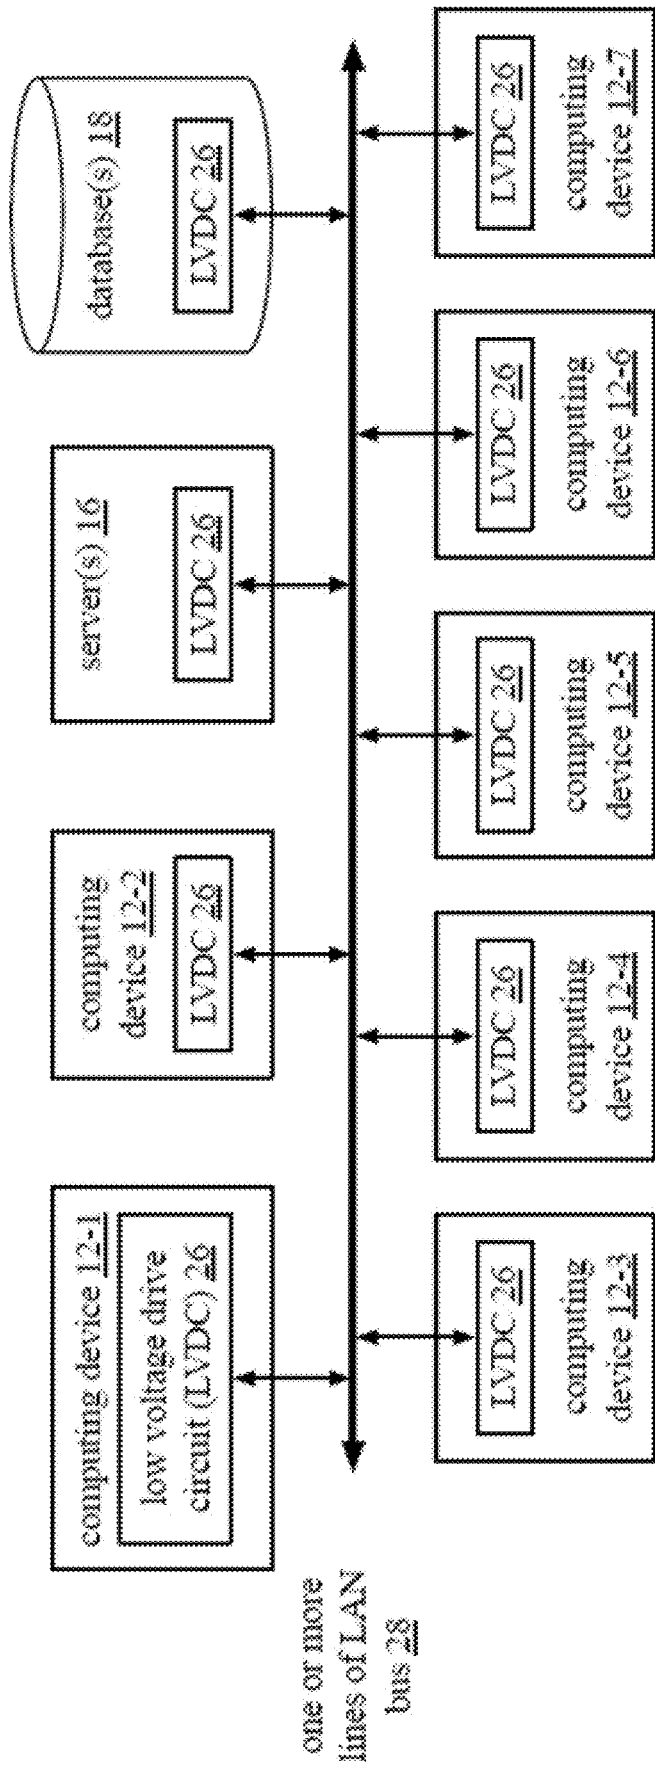 computing device 12-1
low voltage drive
circuit (LVDC) 26
computing
device 12-2
LVDC 26
server(s) 16
LVDC 26
database(s) 18
LVDC 26
one or more
lines of LAN
bus 28
LVDC 26
computing
device 12-3
LVDC 26
computing
device 12-4
LVDC 26
computing
device 12-5
LVDC 26
computing
device 12-6
LVDC 26
computing
device 12-7